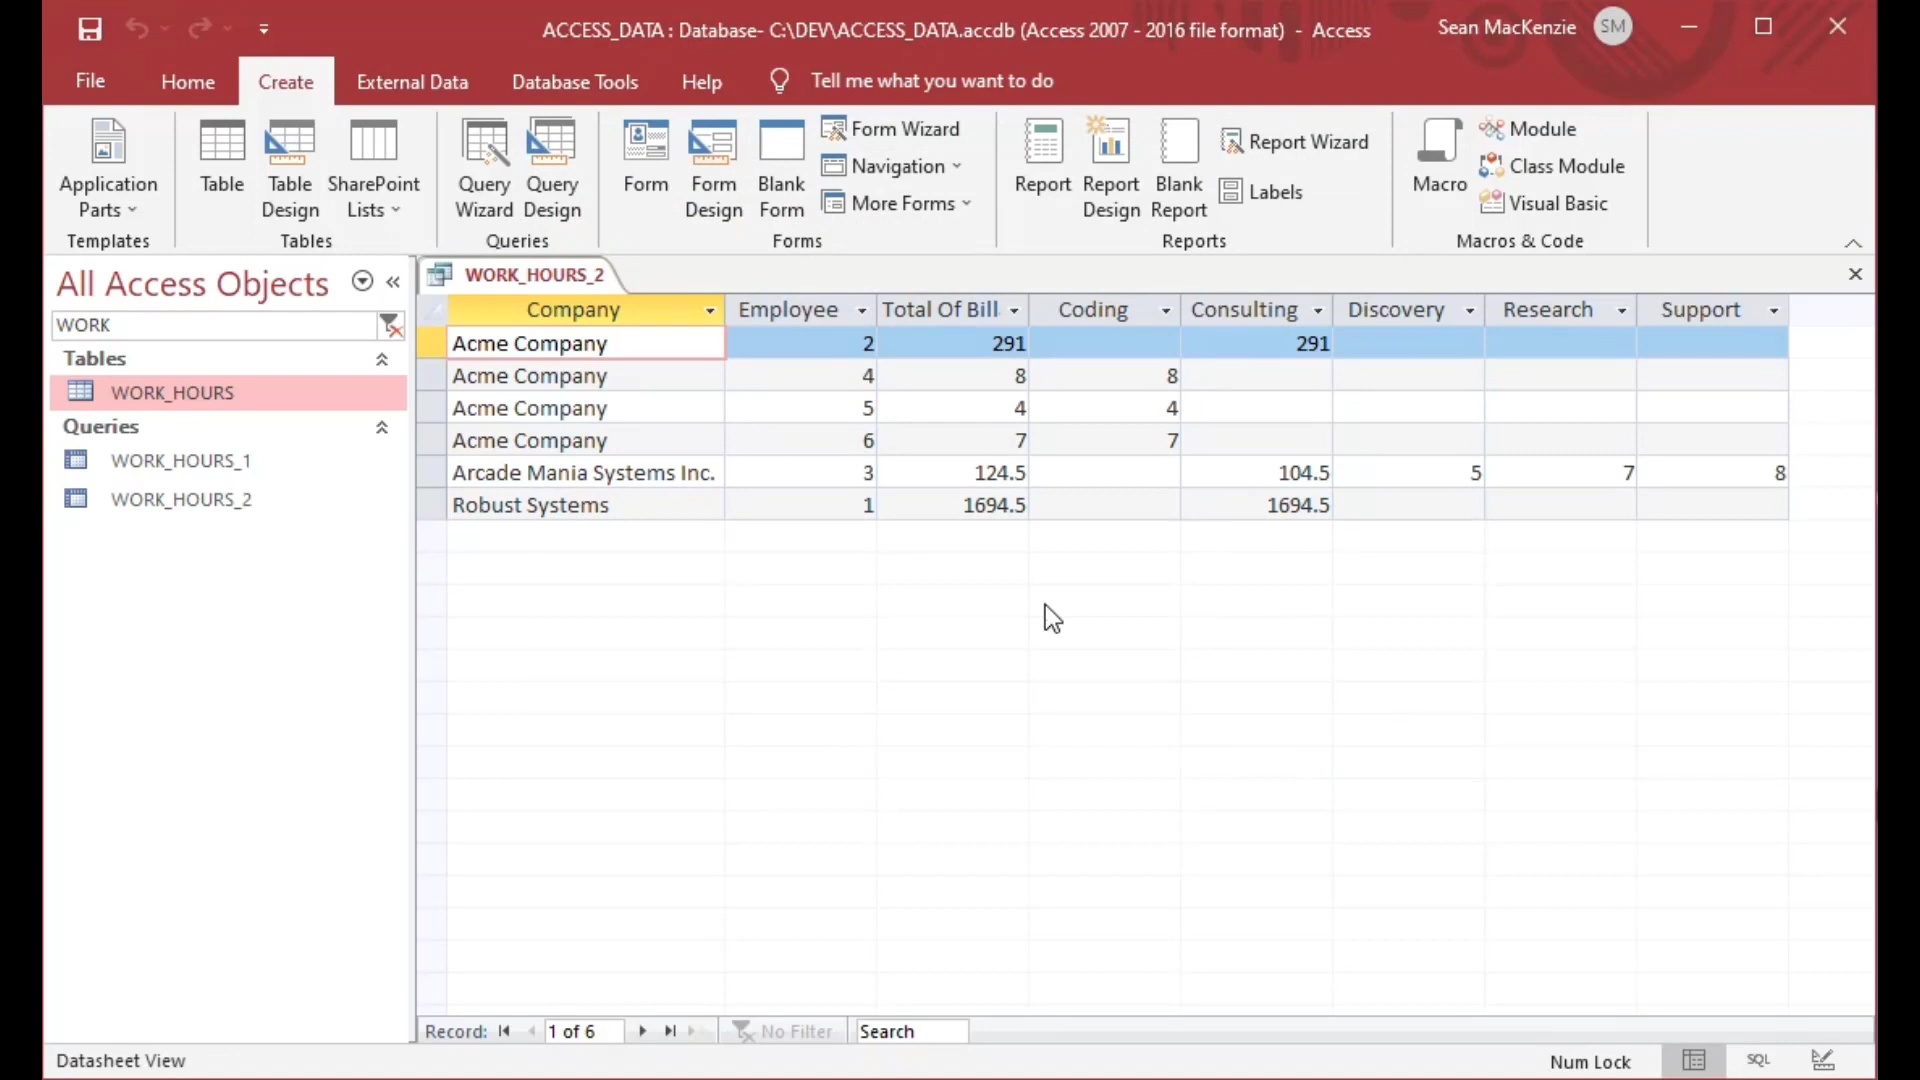 ACCESS_DATA : Database- C:\DEV\ACCESS_DATA.accdb (Access 2007 - 2016 file format) - Access
Sean MacKenzie SM
File Home Create External Data Database Tools Help Tell me what you want to do
Application Parts
Templates
Table
Table Design
SharePoint Lists
Tables
Query Wizard
Query Design
Queries
Form
Form Design
Blank Form
Form Wizard
Navigation
More Forms
Forms
Report
Report Design
Blank Report
Report Wizard
Labels
Reports
Macro
Module
Class Module
Visual Basic
Macros & Code
All Access Objects
WORK
Tables
WORK_HOURS
Queries
WORK_HOURS_1
WORK_HOURS_2
WORK_HOURS_2
Company Employee Total Of Bill Coding Consulting Discovery Research Support
Acme Company 2 291 291
Acme Company 4 8 8
Acme Company 5 4 4
Acme Company 6 7 7
Arcade Mania Systems Inc. 3 124.5 104.5 5 7 8
Robust Systems 1 1694.5 1694.5
Record: 1 of 6 No Filter Search
Datasheet View Num Lock SQL